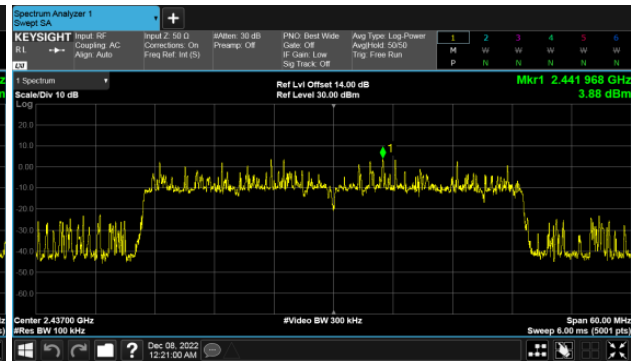 Spectrum Analyzer 1
Swept SA
+
KEYSIGHT Input: RF Input Z: 50 Ω #Atten: 30 dB PNO: Best Wide Avg Type: Log-Power 1 2 3 4 5 6
RL Coupling: AC Corrections: On Preamp: Off Gate: Off Avg|Hold: 50/50 M W W W W W
Align: Auto Freq Ref: Int (S) IF Gain: Low Trig: Free Run
LXI Sig Track: Off P N N N N N
1 Spectrum Ref Lvl Offset 14.00 dB Mkr1 2.441 968 GHz
Scale/Div 10 dB Ref Level 30.00 dBm 3.88 dBm
Log
20.0
10.0
1
0.00
-10.0
-20.0
-30.0
-40.0
-50.0
-60.0
Center 2.43700 GHz #Video BW 300 kHz Span 60.00 MHz
#Res BW 100 kHz Sweep 6.00 ms (5001 pts)
? Dec 08, 2022
12:21:00 AM